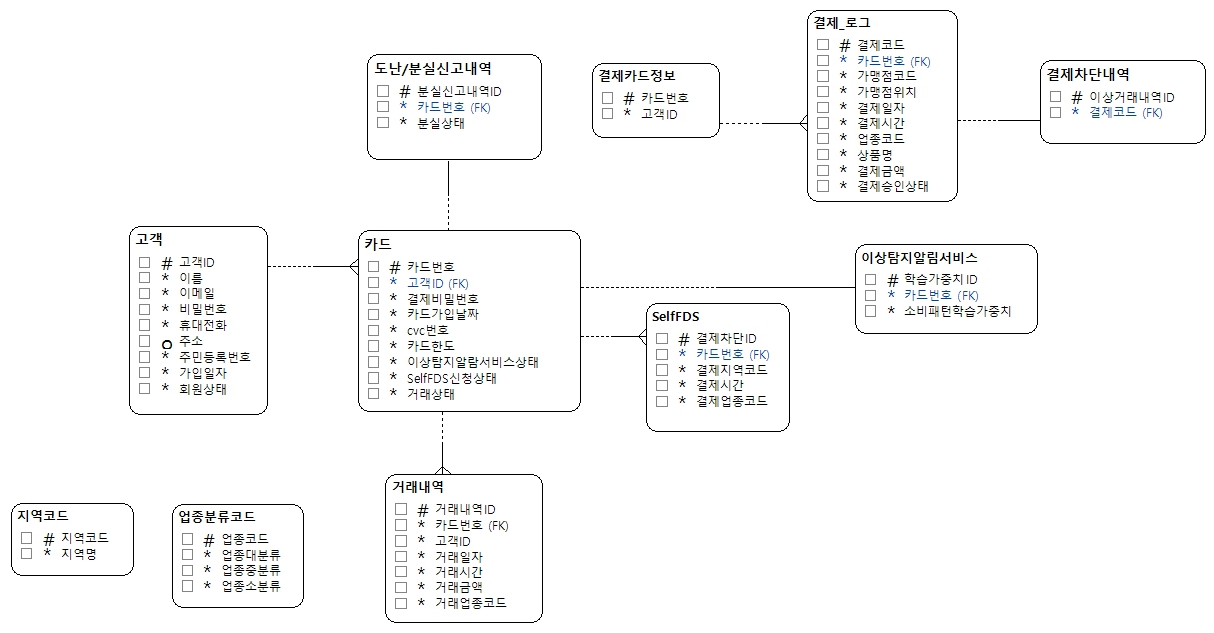 결제_로그
# 결제코드
* 카드번호 (FK)
* 가맹점코드
* 가맹점위치
* 결제일자
* 결제시간
* 업종코드
* 상품명
* 결제금액
* 결제승인상태
도난/분실신고내역
# 분실신고내역ID
* 카드번호 (FK)
* 분실상태
결제카드정보
# 카드번호
* 고객ID
결제차단내역
# 이상거래내역ID
* 결제코드 (FK)
고객
# 고객ID
* 이름
* 이메일
* 비밀번호
* 휴대전화
o 주소
* 주민등록번호
* 가입일자
* 회원상태
카드
# 카드번호
* 고객ID (FK)
* 결제비밀번호
* 카드가입날짜
* cvc번호
* 카드한도
* 이상탐지알람서비스상태
* SelfFDS신청상태
* 거래상태
이상탐지알림서비스
# 학습가중치ID
* 카드번호 (FK)
* 소비패턴학습가중치
SelfFDS
# 결제차단ID
* 카드번호 (FK)
* 결제지역코드
* 결제시간
* 결제업종코드
거래내역
# 거래내역ID
* 카드번호 (FK)
* 고객ID
* 거래일자
* 거래시간
* 거래금액
* 거래업종코드
지역코드
# 지역코드
* 지역명
업종분류코드
# 업종코드
* 업종대분류
* 업종중분류
* 업종소분류